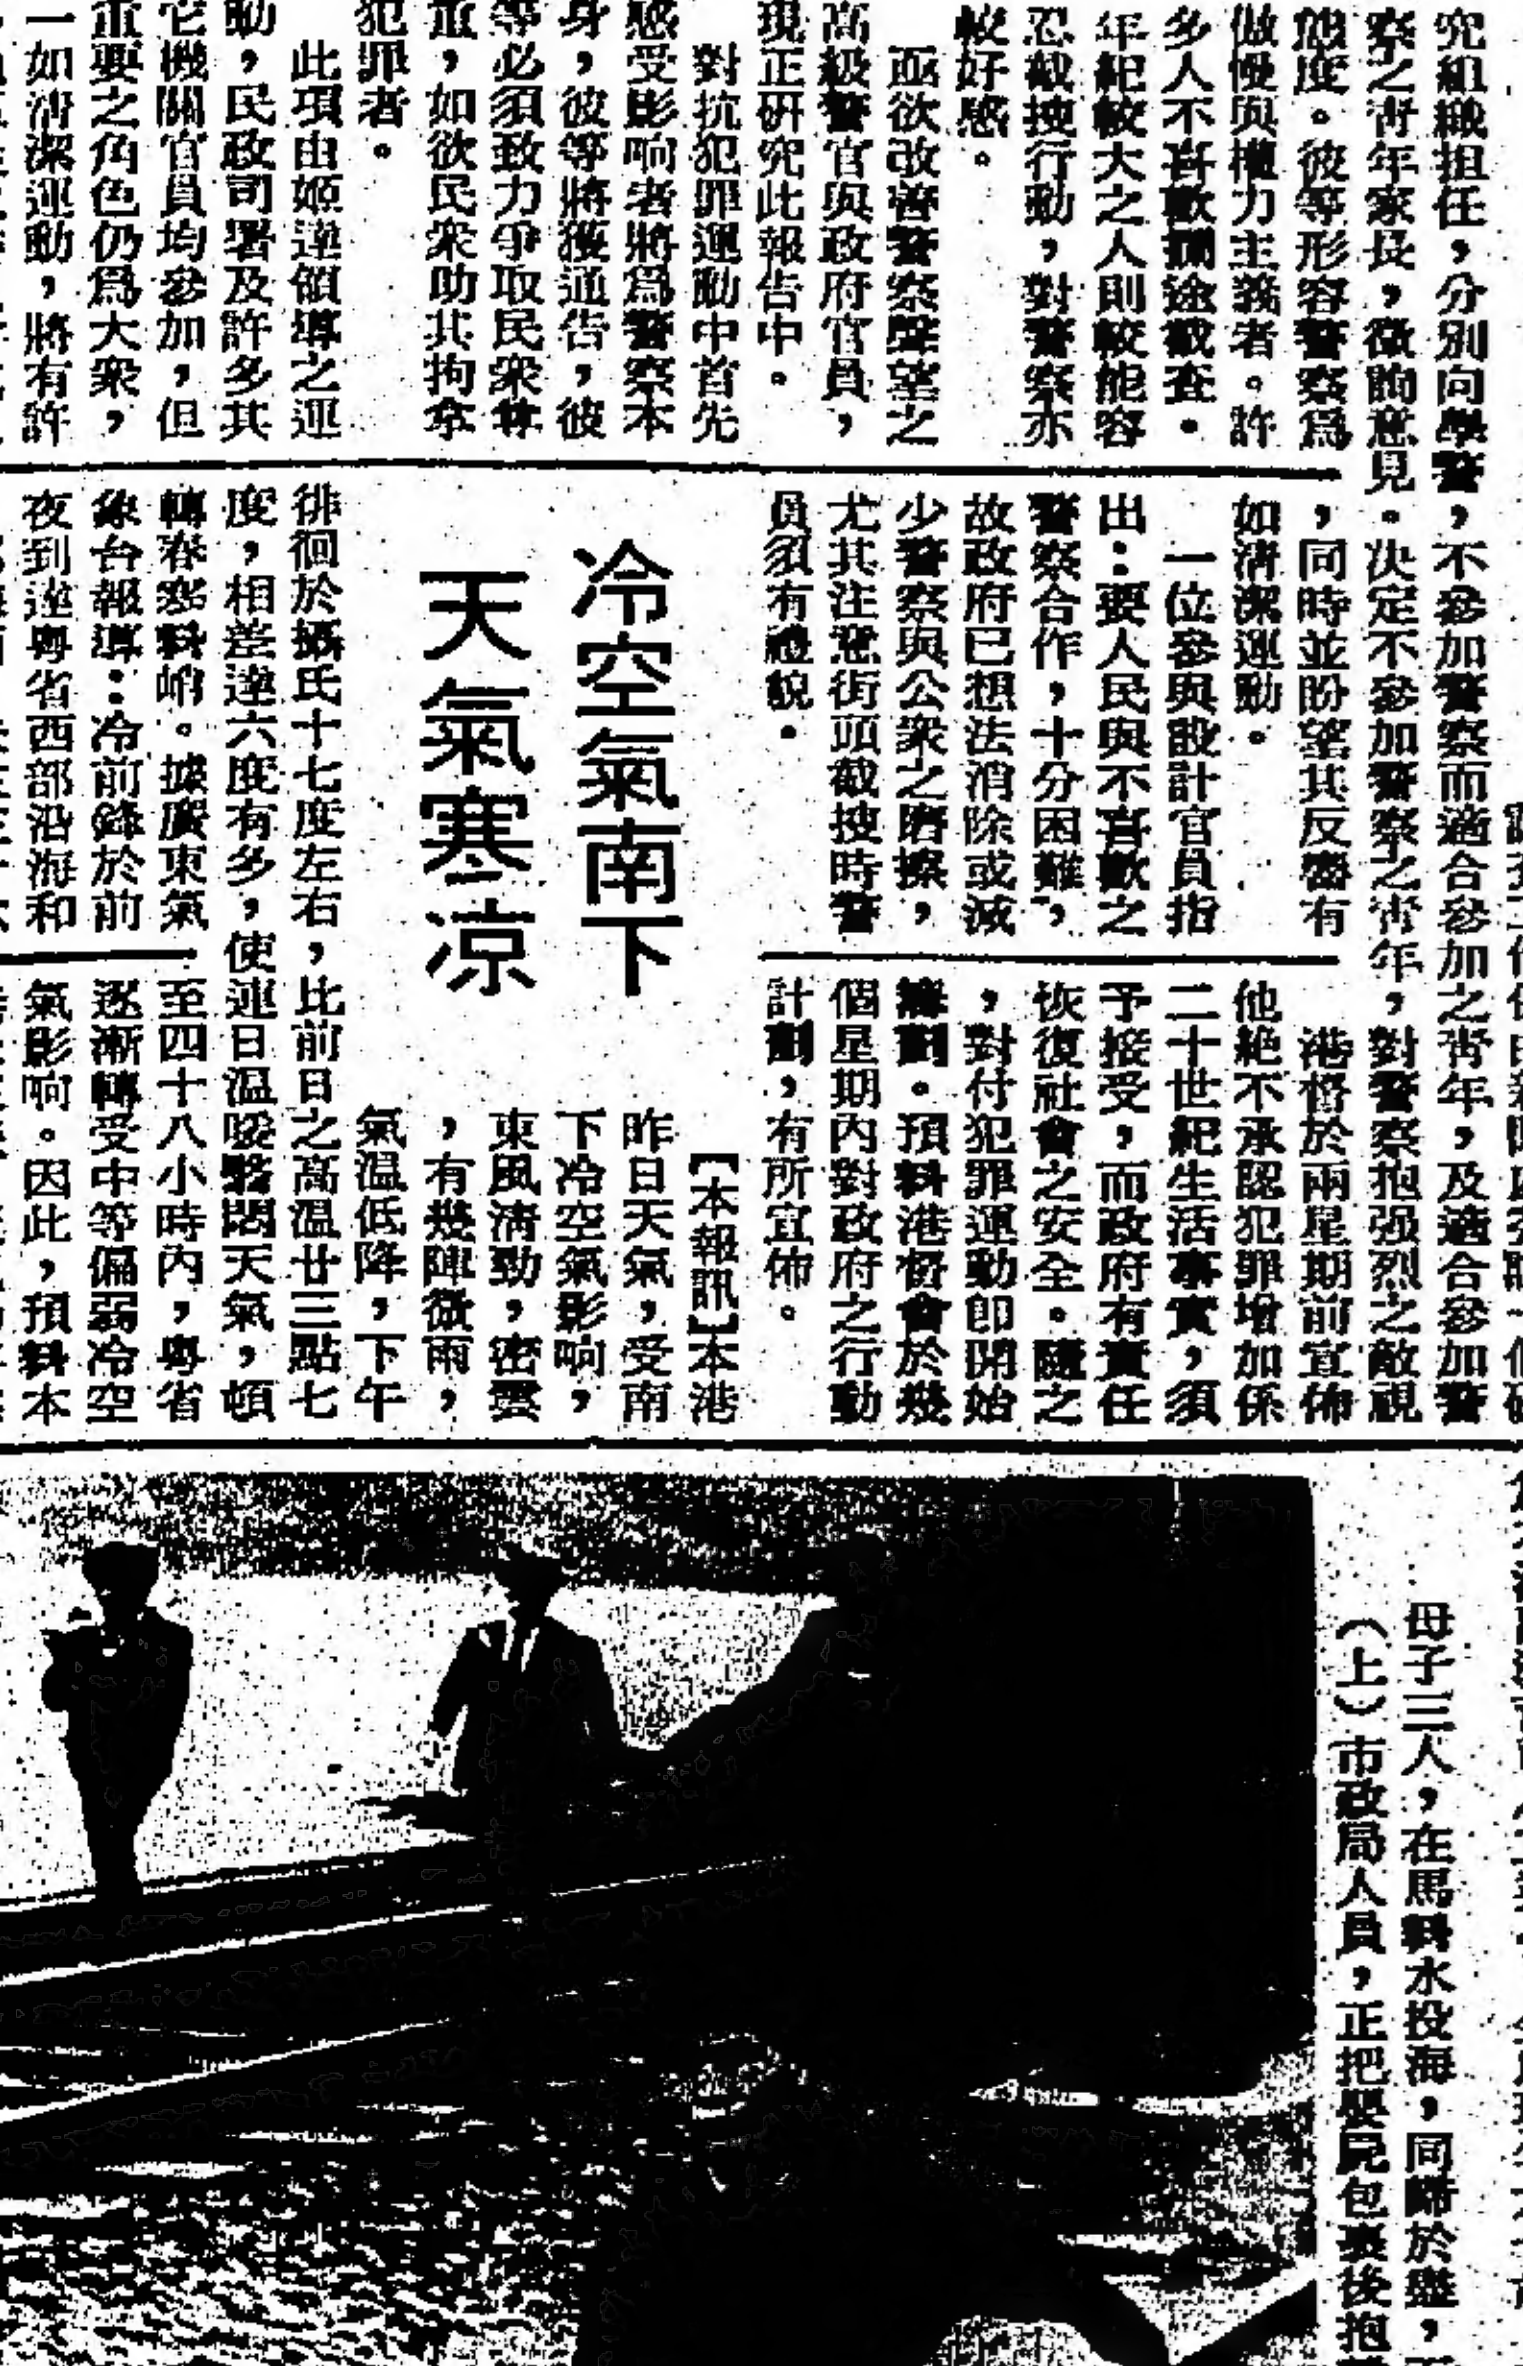 究組織担任，分別向學警，不參加警察而適合參加之靑年，及適合參加警
察之靑年家長，徵詢意見。决定不參加警察之靑年，對警察抱强烈之敵視
態度。彼等形容警察爲
傲慢與權力主義者。許
多人不喜歡攔途截查。
年紀較大之人則較能容
忍截搜行動，對警察亦
較好感。
而欲改善警察聲望之
高級警官與政府官員，
現正硏究此報告中。
對抗犯罪運動中首先
感受影响者將爲警察本
身，彼等將獲通告，彼
等必須致力爭取民衆尊
重，如欲民衆助其拘拿
犯罪者。
此項由姬達領導之運
動，民政司署及許多其
它機關官員均參加，但
重要之角色仍爲大衆，
一如淸潔運動，將有許
，同時並盼望其反響有
如淸潔運動。
一位參與設計官員指
出：要人民與不喜歡之
警察合作，十分困難，
故政府已想法消除或減
少警察與公衆之磨擦，
尤其注意街頭截搜時警
員須有禮貌。
港督於兩星期前宣佈
他絶不承認犯罪增加係
二十世紀生活事實，須
予接受，而政府有責任
恢復社會之安全。隨之
，對付犯罪運動卽開始
籌劃。預料港督會於幾
個星期內對政府之行動
計劃，有所宣佈。
冷空氣南下
天氣寒凉
【本報訊】本港
昨日天氣，受南
下冷空氣影响，
東風淸勁，密雲
，有幾陣微雨，
氣温低降，下午
徘徊於攝氏十七度左右，比前日之高温廿三點七
度，相差達六度有多，使連日温暖翳悶天氣，頓
轉春寒料峭。據廣東氣
象台報導：冷前鋒於前
夜到達粤省西部沿海和
至四十八小時內，粤省
逐漸轉受中等偏弱冷空
氣影响。因此，預料本
母子三人，在馬料水投海，同歸於盡，
（上）市政局人員，正把嬰屍包裹後抱